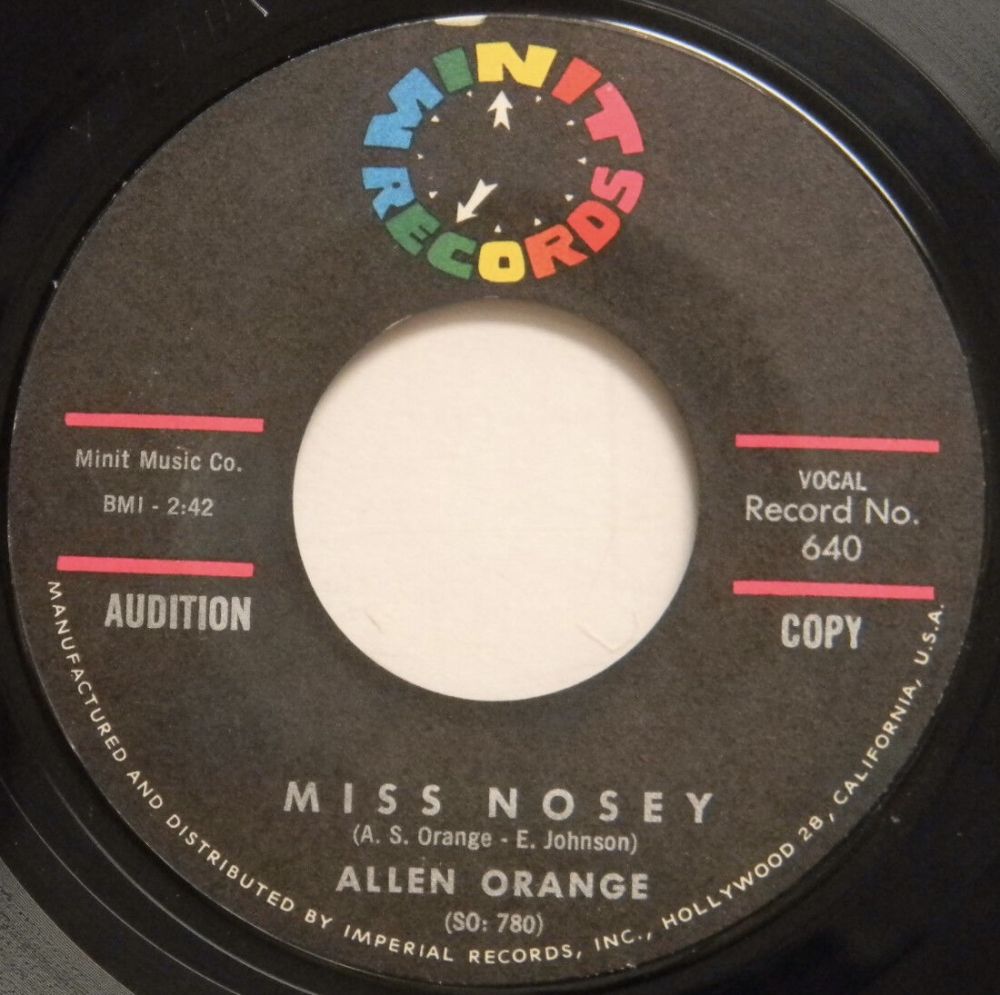 MINIT
RECORDS
Minit Music Co.
BMI - 2:42
VOCAL
Record No.
640
AUDITION
COPY
MISS NOSEY
(A. S. Orange - E. Johnson)
ALLEN ORANGE
(SO: 780)
MANUFACTURED AND DISTRIBUTED BY IMPERIAL RECORDS, INC., HOLLYWOOD 28, CALIFORNIA, U.S.A.